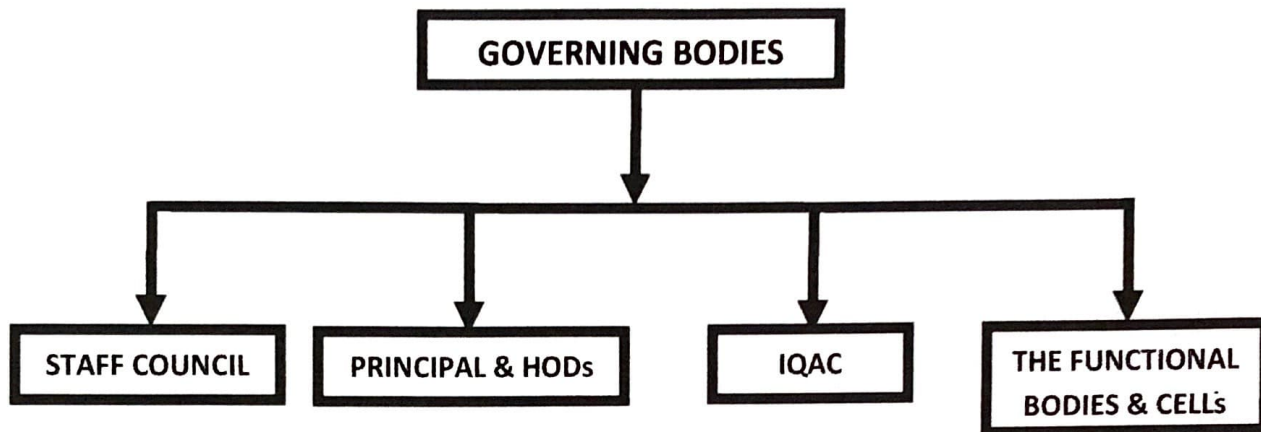 GOVERNING BODIES
STAFF COUNCIL
PRINCIPAL & HODs
IQAC
THE FUNCTIONAL
BODIES & CELLs